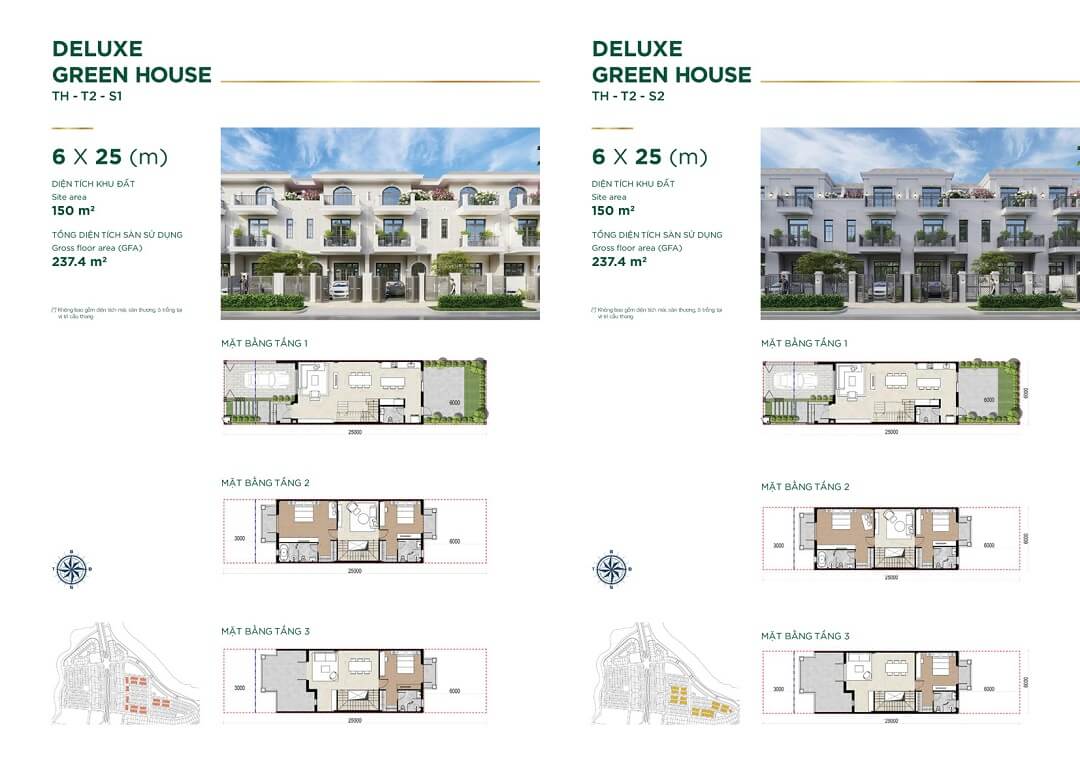 DELUXE
GREEN HOUSE
TH - T2 - S1
6 X 25 (m)
DIỆN TÍCH KHU ĐẤT
Site area
150 m²
TỔNG DIỆN TÍCH SÀN SỬ DỤNG
Gross floor area (GFA)
237.4 m²
(*) Không bao gồm diện tích mái, sân thượng, ô trống tại
vị trí cầu thang.
MẶT BẰNG TẦNG 1
6000
25000
MẶT BẰNG TẦNG 2
3000
6000
25000
B
T
Đ
N
MẶT BẰNG TẦNG 3
3000
6000
25000
DELUXE
GREEN HOUSE
TH - T2 - S2
6 X 25 (m)
DIỆN TÍCH KHU ĐẤT
Site area
150 m²
TỔNG DIỆN TÍCH SÀN SỬ DỤNG
Gross floor area (GFA)
237.4 m²
(*) Không bao gồm diện tích mái, sân thượng, ô trống tại
vị trí cầu thang.
MẶT BẰNG TẦNG 1
6000
6000
25000
MẶT BẰNG TẦNG 2
3000
6000
6000
25000
B
T
Đ
N
MẶT BẰNG TẦNG 3
3000
6000
6000
25000